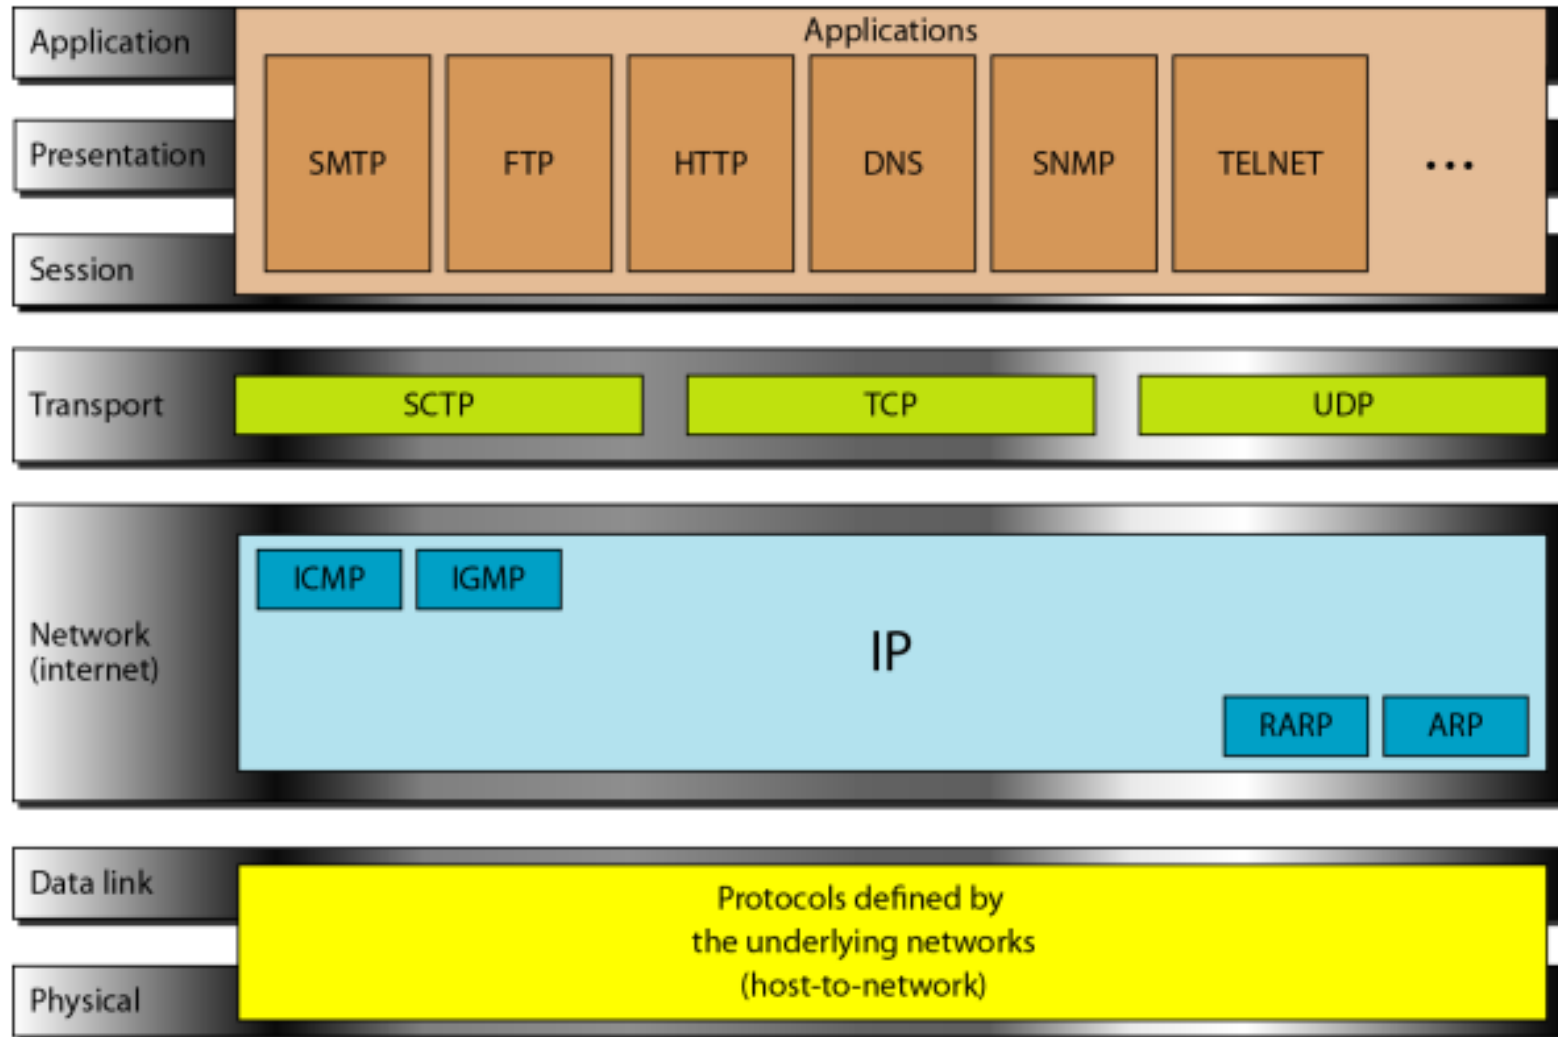 Application
Applications
Presentation
SMTP
FTP
HTTP
DNS
SNMP
TELNET
...
Session
Transport
SCTP
TCP
UDP
Network
(internet)
ICMP
IGMP
IP
RARP
ARP
Data link
Protocols defined by
the underlying networks
(host-to-network)
Physical